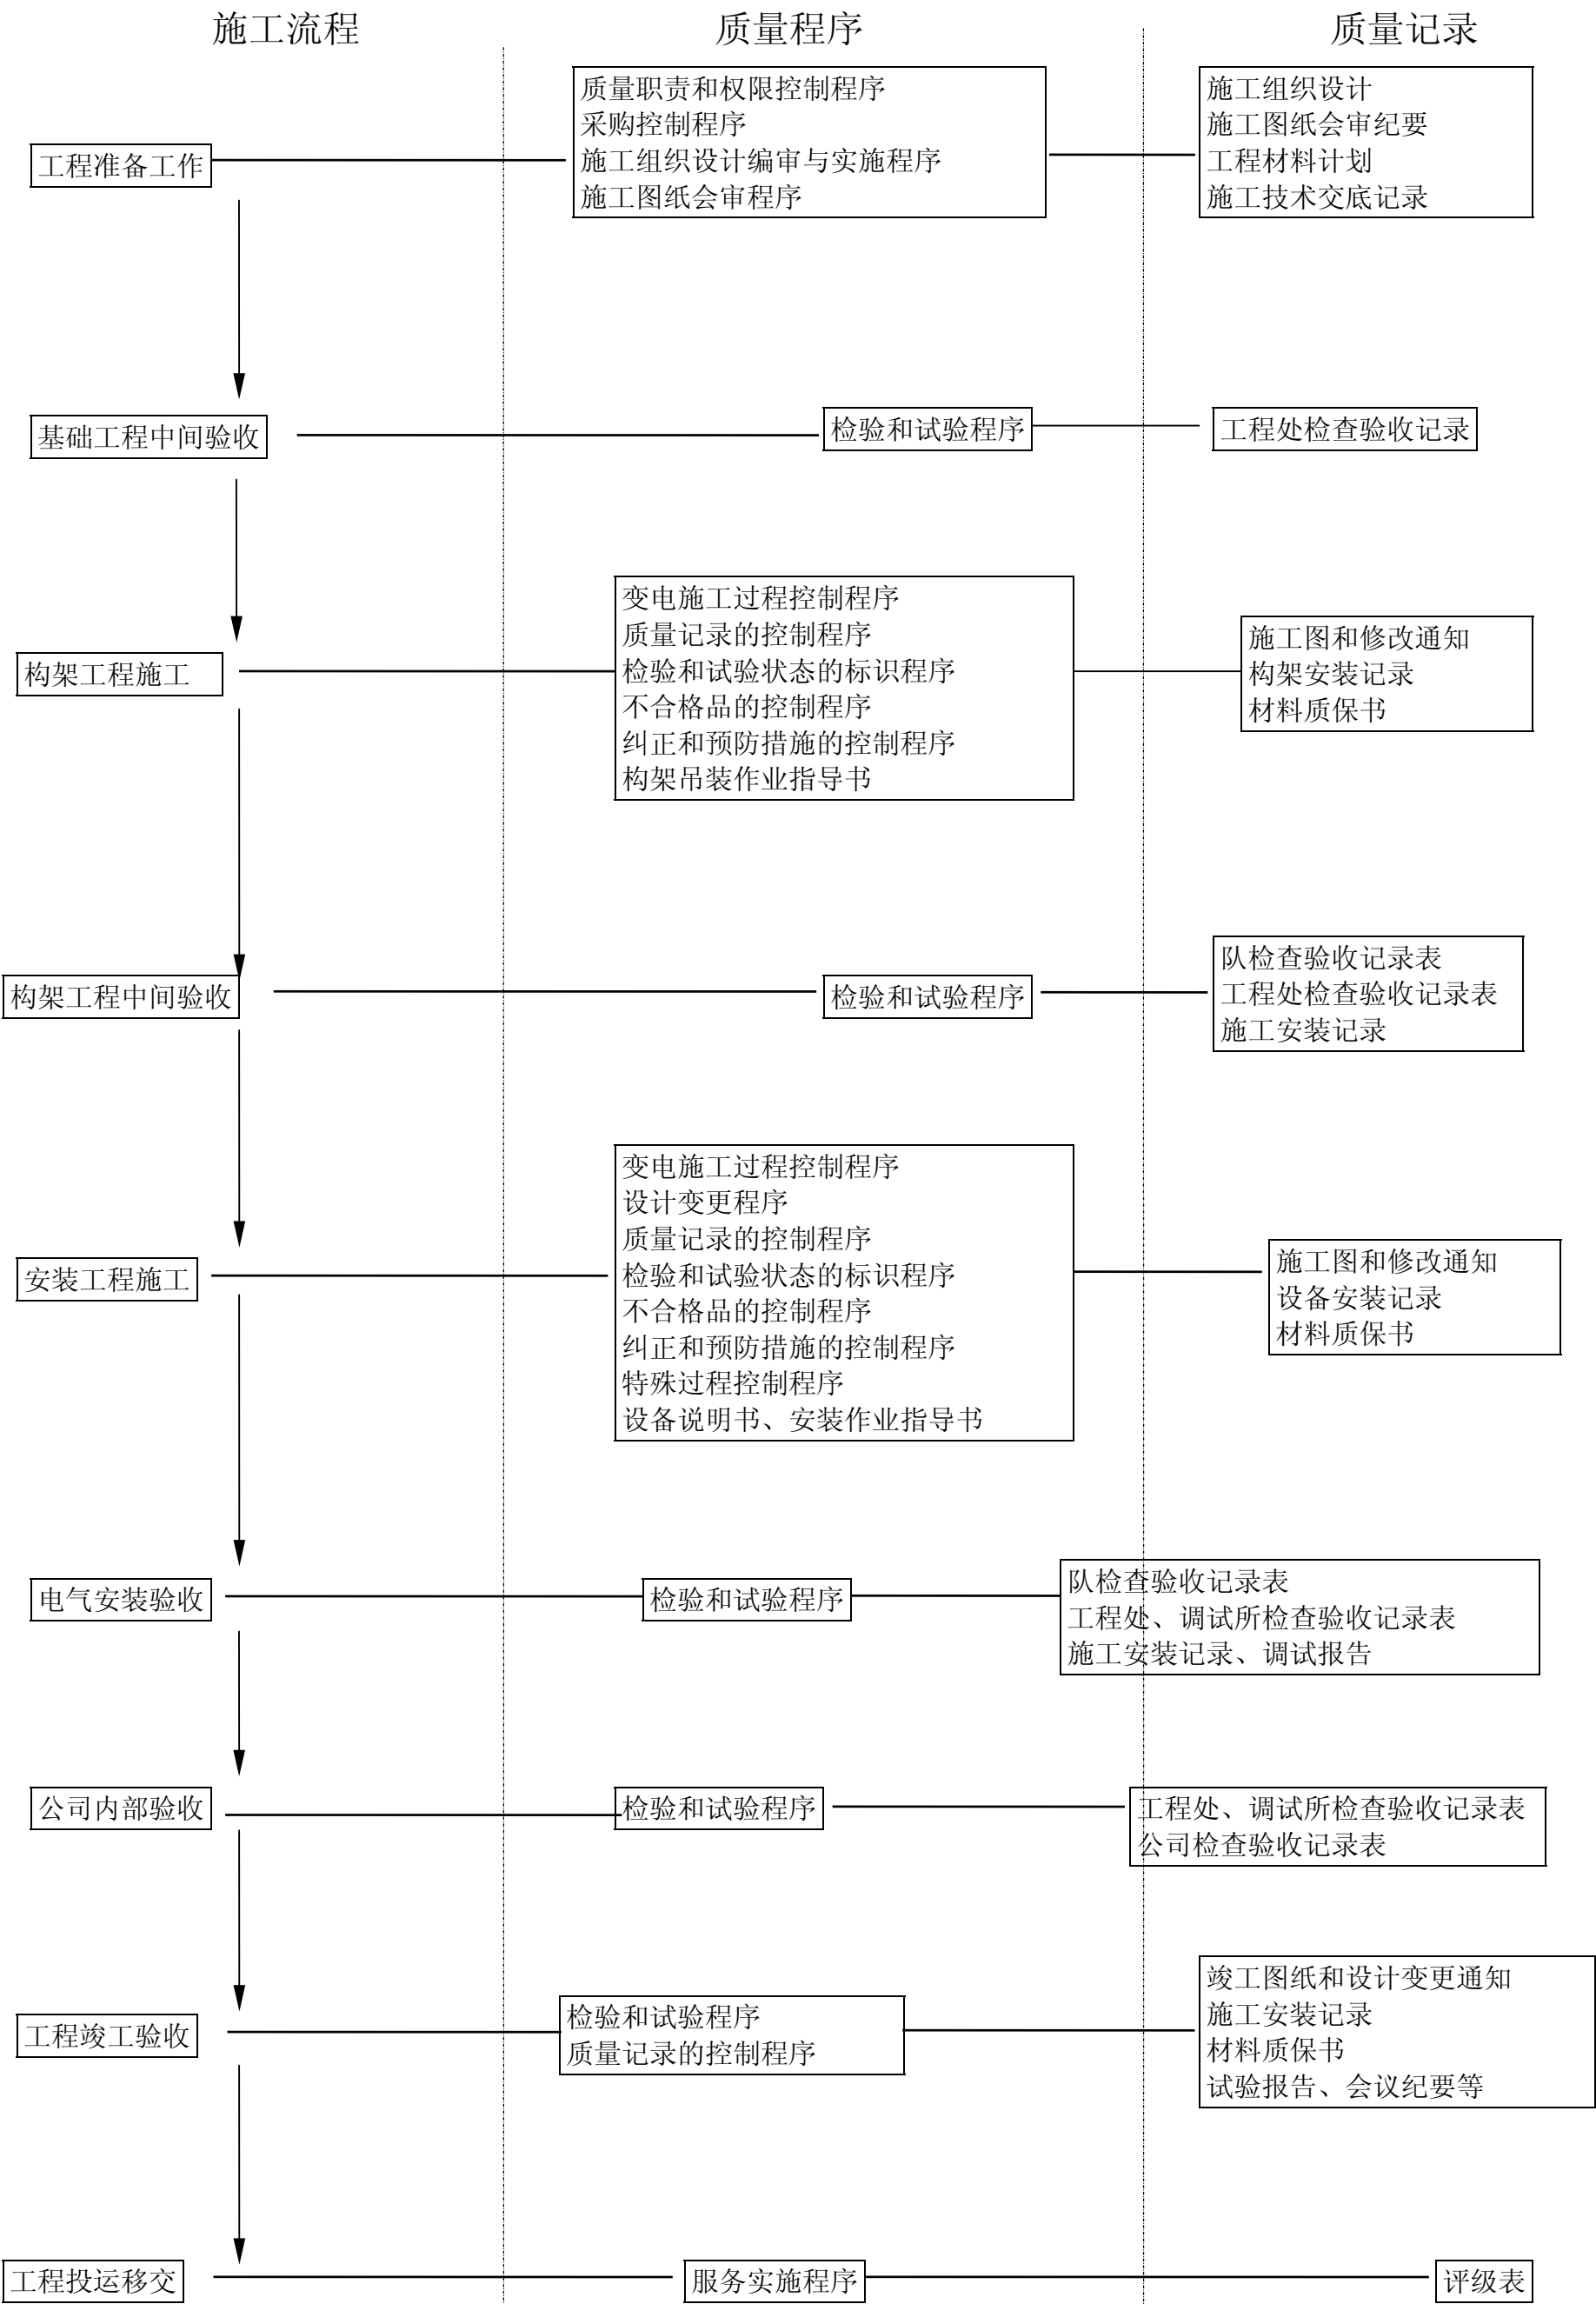 施工流程
质量程序
质量记录
工程准备工作
质量职责和权限控制程序
采购控制程序
施工组织设计编审与实施程序
施工图纸会审程序
施工组织设计
施工图纸会审纪要
工程材料计划
施工技术交底记录
基础工程中间验收
检验和试验程序
工程处检查验收记录
构架工程施工
变电施工过程控制程序
质量记录的控制程序
检验和试验状态的标识程序
不合格品的控制程序
纠正和预防措施的控制程序
构架吊装作业指导书
施工图和修改通知
构架安装记录
材料质保书
构架工程中间验收
检验和试验程序
队检查验收记录表
工程处检查验收记录表
施工安装记录
安装工程施工
变电施工过程控制程序
设计变更程序
质量记录的控制程序
检验和试验状态的标识程序
不合格品的控制程序
纠正和预防措施的控制程序
特殊过程控制程序
设备说明书、安装作业指导书
施工图和修改通知
设备安装记录
材料质保书
电气安装验收
检验和试验程序
队检查验收记录表
工程处、调试所检查验收记录表
施工安装记录、调试报告
公司内部验收
检验和试验程序
工程处、调试所检查验收记录表
公司检查验收记录表
工程竣工验收
检验和试验程序
质量记录的控制程序
竣工图纸和设计变更通知
施工安装记录
材料质保书
试验报告、会议纪要等
工程投运移交
服务实施程序
评级表